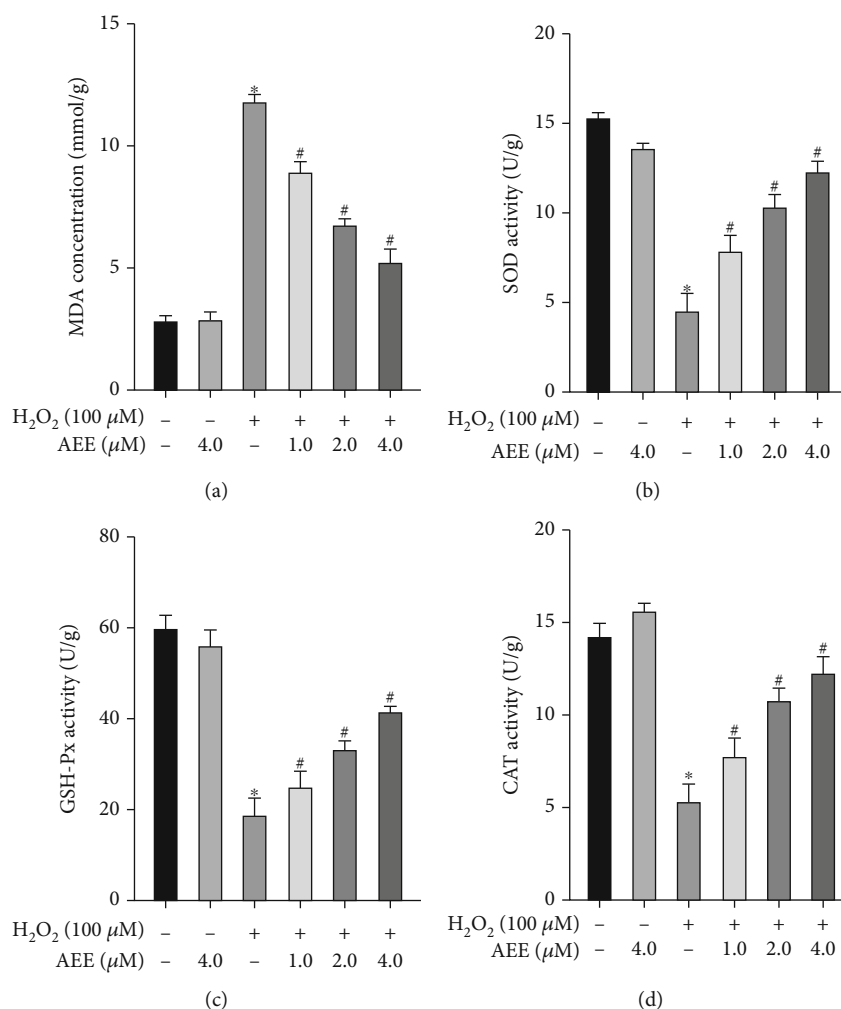 15
10
5
0
MDA concentration (mmol/g)
*
#
#
#
H₂O₂ (100 μM) – – + + + +
AEE (μM) – 4.0 – 1.0 2.0 4.0
(a)
20
15
10
5
0
SOD activity (U/g)
*
#
#
#
H₂O₂ (100 μM) – – + + + +
AEE (μM) – 4.0 – 1.0 2.0 4.0
(b)
80
60
40
20
0
GSH-Px activity (U/g)
*
#
#
#
H₂O₂ (100 μM) – – + + + +
AEE (μM) – 4.0 – 1.0 2.0 4.0
(c)
20
15
10
5
0
CAT activity (U/g)
*
#
#
#
H₂O₂ (100 μM) – – + + + +
AEE (μM) – 4.0 – 1.0 2.0 4.0
(d)